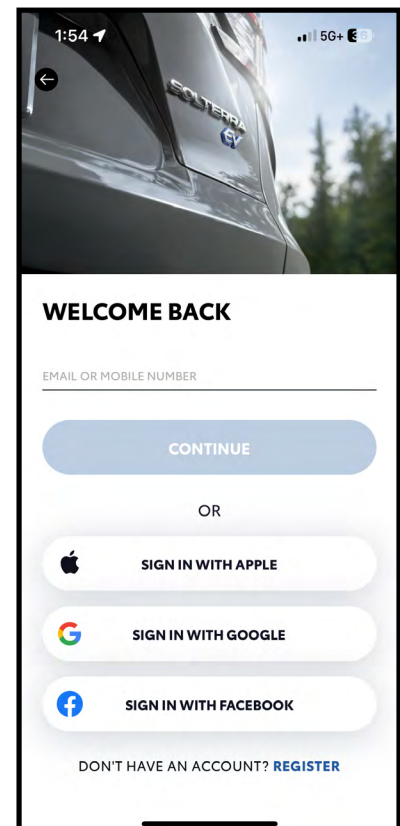 1:54 5G+ 36
SOLTERRA
EV
WELCOME BACK
EMAIL OR MOBILE NUMBER
CONTINUE
OR
SIGN IN WITH APPLE
SIGN IN WITH GOOGLE
SIGN IN WITH FACEBOOK
DON'T HAVE AN ACCOUNT? REGISTER